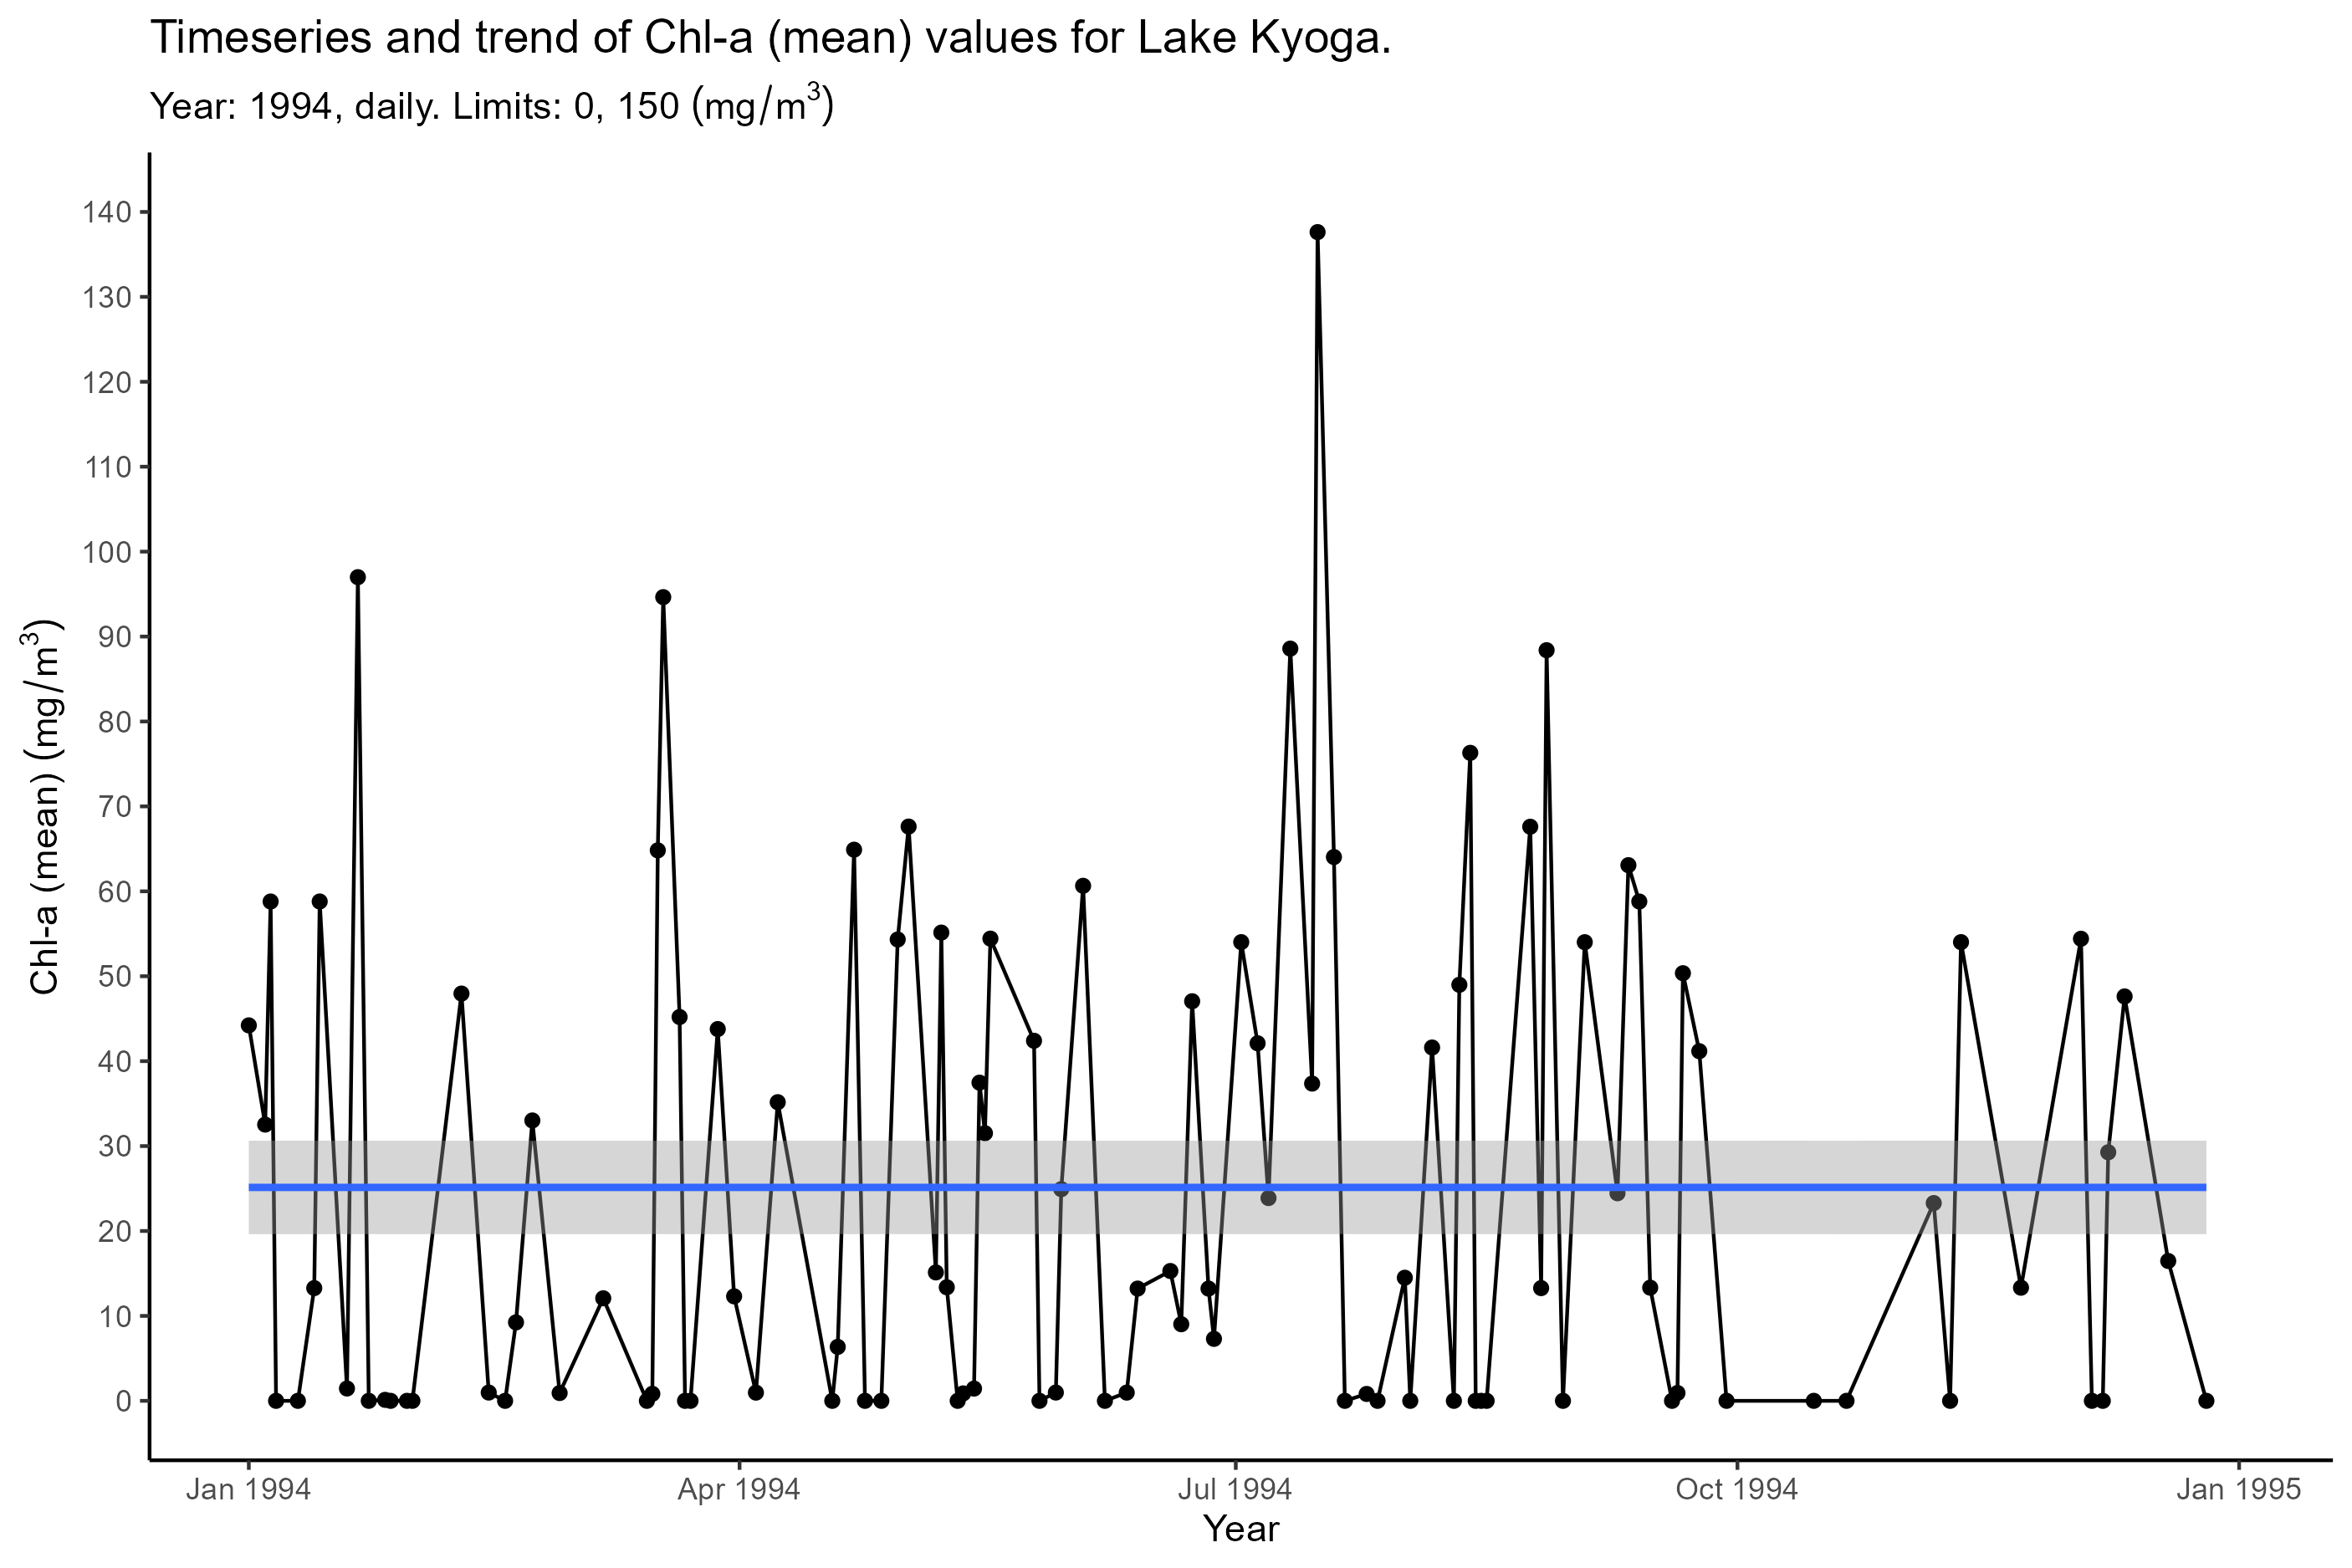 Timeseries and trend of Chl-a (mean) values for Lake Kyoga.
Year: 1994, daily. Limits: 0, 150 (mg/m³)
Chl-a (mean) (mg/m³)
140
130
120
110
100
90
80
70
60
50
40
30
20
10
0
Jan 1994
Apr 1994
Jul 1994
Oct 1994
Jan 1995
Year